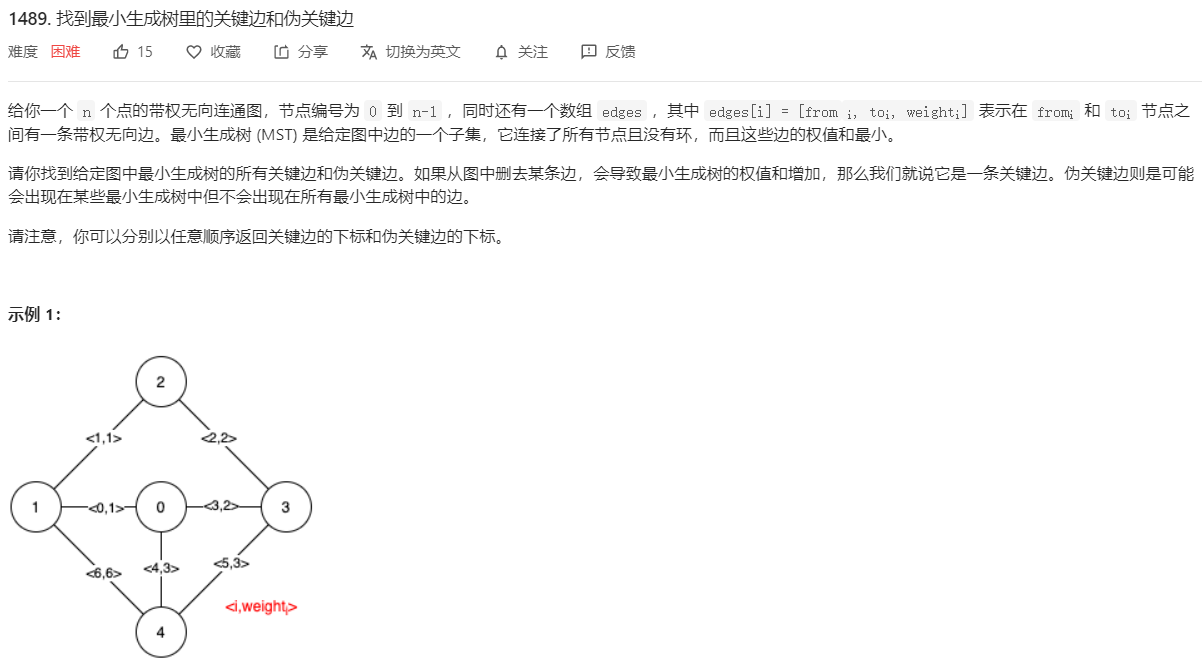 1489. 找到最小生成树里的关键边和伪关键边
难度 困难 15 收藏 分享 切换为英文 关注 反馈
给你一个 n 个点的带权无向连通图，节点编号为 0 到 n-1 ，同时还有一个数组 edges ，其中 edges[i] = [from i, toi, weighti] 表示在 fromi 和 toi 节点之
间有一条带权无向边。最小生成树 (MST) 是给定图中边的一个子集，它连接了所有节点且没有环，而且这些边的权值和最小。
请你找到给定图中最小生成树的所有关键边和伪关键边。如果从图中删去某条边，会导致最小生成树的权值和增加，那么我们就说它是一条关键边。伪关键边则是可能
会出现在某些最小生成树中但不会出现在所有最小生成树中的边。
请注意，你可以分别以任意顺序返回关键边的下标和伪关键边的下标。
示例 1：
2
<1,1> <2,2>
1 <0,1> 0 <3,2> 3
<6,6> <4,3> <5,3>
<i,weighti>
4